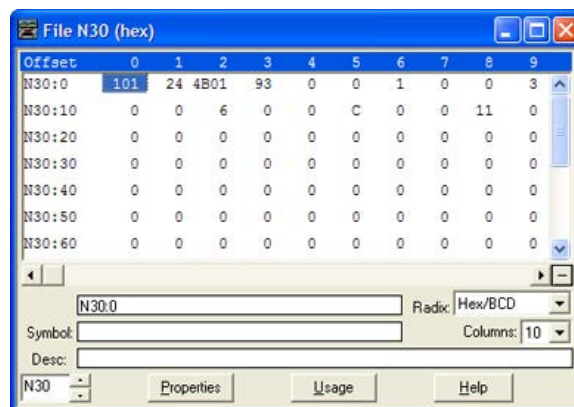 File N30 (hex)
Offset 0 1 2 3 4 5 6 7 8 9
N30:0 101 24 4B01 93 0 0 1 0 0 3
N30:10 0 0 6 0 0 C 0 0 11 0
N30:20 0 0 0 0 0 0 0 0 0 0
N30:30 0 0 0 0 0 0 0 0 0 0
N30:40 0 0 0 0 0 0 0 0 0 0
N30:50 0 0 0 0 0 0 0 0 0 0
N30:60 0 0 0 0 0 0 0 0 0 0
N30:0 Radix: Hex/BCD
Symbol: Columns: 10
Desc:
N30 Properties Usage Help